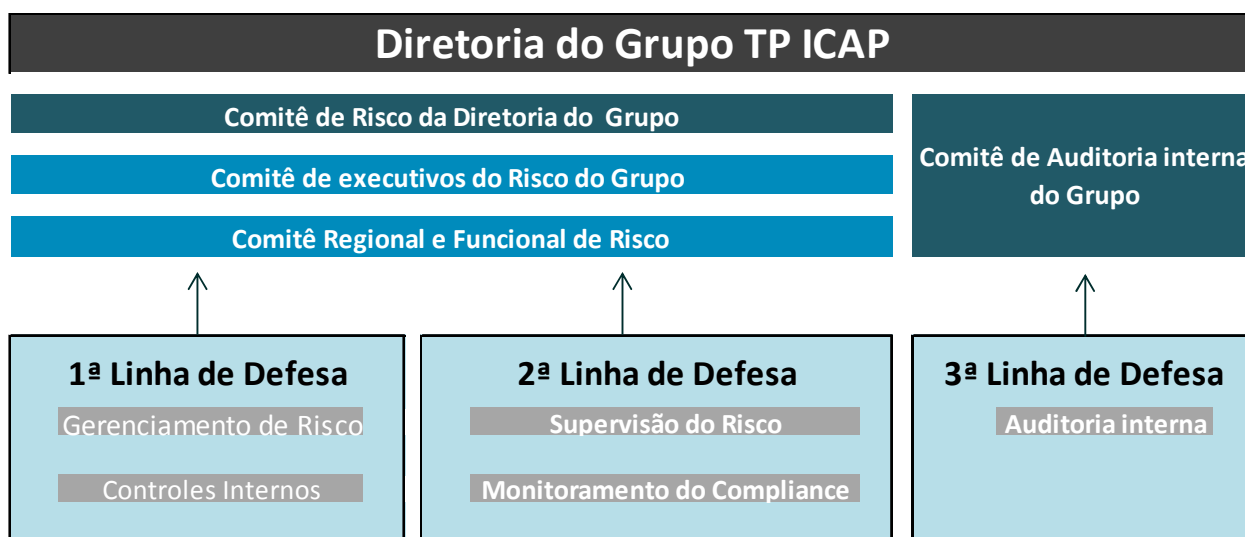 Diretoria do Grupo TP ICAP
Comitê de Risco da Diretoria do Grupo
Comitê de executivos do Risco do Grupo
Comitê Regional e Funcional de Risco
Comitê de Auditoria interna
do Grupo
1ª Linha de Defesa
Gerenciamento de Risco
Controles Internos
2ª Linha de Defesa
Supervisão do Risco
Monitoramento do Compliance
3ª Linha de Defesa
Auditoria interna